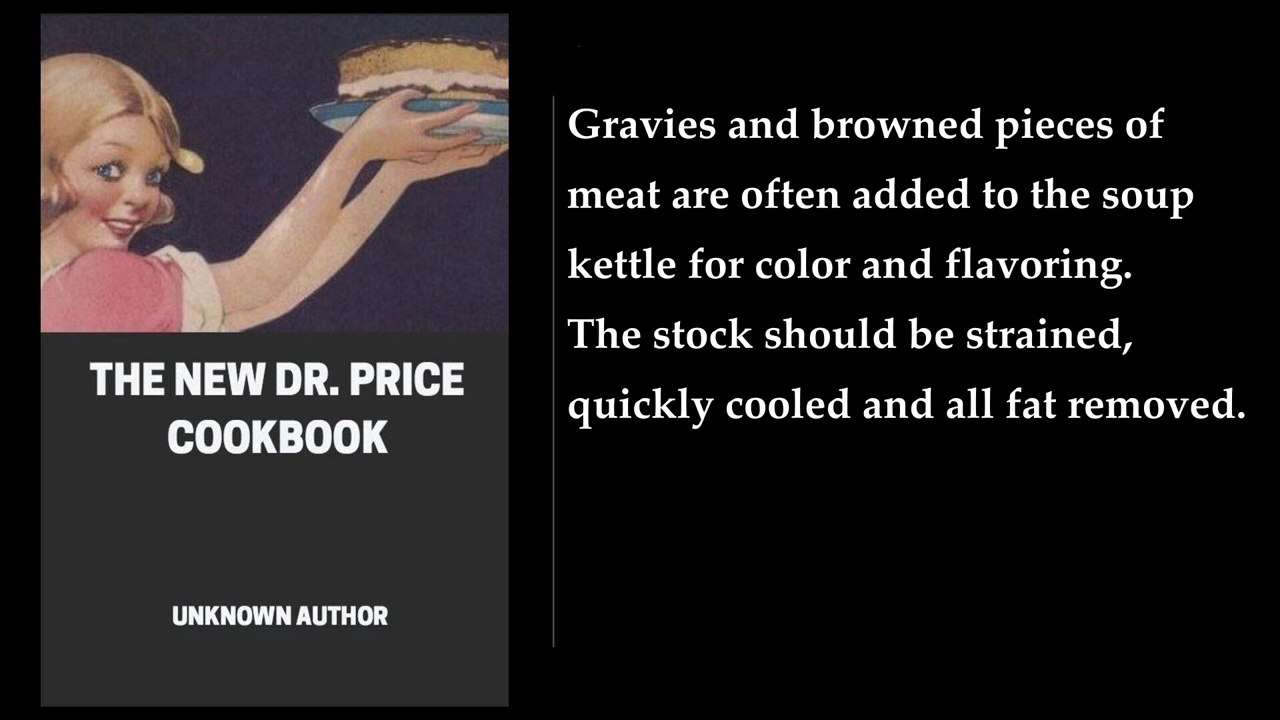 THE NEW DR. PRICE
COOKBOOK
UNKNOWN AUTHOR
Gravies and browned pieces of
meat are often added to the soup
kettle for color and flavoring.
The stock should be strained,
quickly cooled and all fat removed.